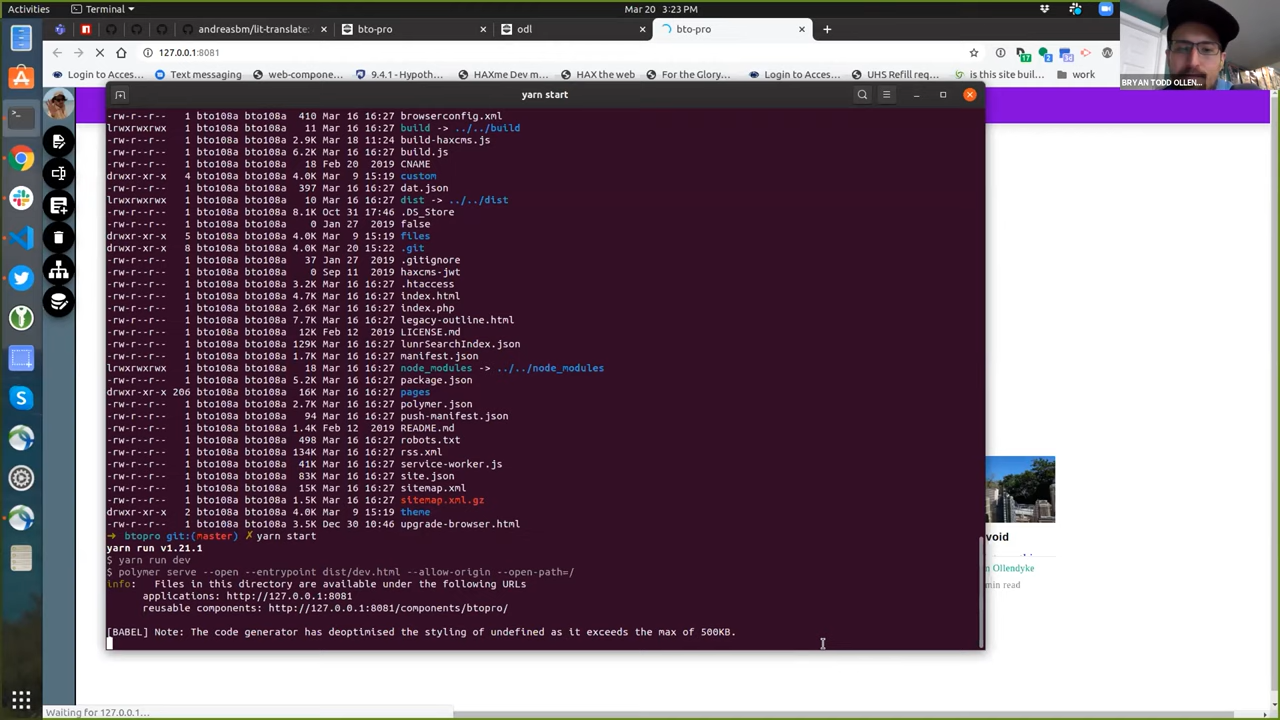 Activities
Terminal
Mar 20 3:23 PM
andreasbm/lit-translate:
bto-pro
odl
bto-pro
127.0.0.1:8081
Login to Acces...
Text messaging
web-compone...
9.4.1- Hypoth...
HAXme Dev m...
HAX the web
For the Glory...
Login to Acces...
UHS Refill req...
is this site buil...
work
BRYAN TODD OLLEN...
yarn start
-rw-r--r-- 1 bto108a bto108a 410 Mar 16 16:27 browserconfig.xml
lrwxrwxrwx 1 bto108a bto108a 11 Mar 16 16:27 build -> ../../build
-rw-r--r-- 1 bto108a bto108a 2.9K Mar 18 11:24 build-haxcms.js
-rw-r--r-- 1 bto108a bto108a 6.2K Mar 16 16:27 build.js
-rw-r--r-- 1 bto108a bto108a 18 Feb 20 2019 CNAME
drwxr-xr-x 4 bto108a bto108a 4.0K Mar 9 15:19 custom
-rw-r--r-- 1 bto108a bto108a 397 Mar 16 16:27 dat.json
lrwxrwxrwx 1 bto108a bto108a 10 Mar 16 16:27 dist -> ../../dist
-rw-r--r-- 1 bto108a bto108a 8.1K Oct 31 17:46 .DS_Store
-rw-r--r-- 1 bto108a bto108a 0 Jan 27 2019 false
drwxr-xr-x 5 bto108a bto108a 4.0K Mar 9 15:19 files
drwxr-xr-x 8 bto108a bto108a 4.0K Mar 20 15:22 .git
-rw-r--r-- 1 bto108a bto108a 37 Jan 27 2019 .gitignore
-rw-r--r-- 1 bto108a bto108a 0 Sep 11 2019 haxcms-jwt
-rw-r--r-- 1 bto108a bto108a 3.2K Mar 16 16:27 .htaccess
-rw-r--r-- 1 bto108a bto108a 4.7K Mar 16 16:27 index.html
-rw-r--r-- 1 bto108a bto108a 2.6K Mar 16 16:27 index.php
-rw-r--r-- 1 bto108a bto108a 7.7K Mar 16 16:27 legacy-outline.html
-rw-r--r-- 1 bto108a bto108a 12K Feb 12 2019 LICENSE.md
-rw-r--r-- 1 bto108a bto108a 129K Mar 16 16:27 lunrSearchIndex.json
-rw-r--r-- 1 bto108a bto108a 1.7K Mar 16 16:27 manifest.json
lrwxrwxrwx 1 bto108a bto108a 18 Mar 16 16:27 node_modules -> ../../node_modules
-rw-r--r-- 1 bto108a bto108a 5.2K Mar 16 16:27 package.json
drwxr-xr-x 206 bto108a bto108a 16K Mar 16 16:27 pages
-rw-r--r-- 1 bto108a bto108a 2.7K Mar 16 16:27 polymer.json
-rw-r--r-- 1 bto108a bto108a 94 Mar 16 16:27 push-manifest.json
-rw-r--r-- 1 bto108a bto108a 1.4K Feb 12 2019 README.md
-rw-r--r-- 1 bto108a bto108a 498 Mar 16 16:27 robots.txt
-rw-r--r-- 1 bto108a bto108a 134K Mar 16 16:27 rss.xml
-rw-r--r-- 1 bto108a bto108a 41K Mar 16 16:27 service-worker.js
-rw-r--r-- 1 bto108a bto108a 83K Mar 16 16:27 site.json
-rw-r--r-- 1 bto108a bto108a 15K Mar 16 16:27 sitemap.xml
-rw-r--r-- 1 bto108a bto108a 1.5K Mar 16 16:27 sitemap.xml.gz
drwxr-xr-x 2 bto108a bto108a 4.0K Mar 9 15:19 theme
-rw-r--r-- 1 bto108a bto108a 3.5K Dec 30 10:46 upgrade-browser.html
→ btopro git:(master) ✗ yarn start
yarn run v1.21.1
$ yarn run dev
$ polymer serve --open --entrypoint dist/dev.html --allow-origin --open-path=/
info: Files in this directory are available under the following URLs
applications: http://127.0.0.1:8081
reusable components: http://127.0.0.1:8081/components/btopro/
[BABEL] Note: The code generator has deoptimised the styling of undefined as it exceeds the max of 500KB.
void
Ollendyke
min read
Waiting for 127.0.0.1...